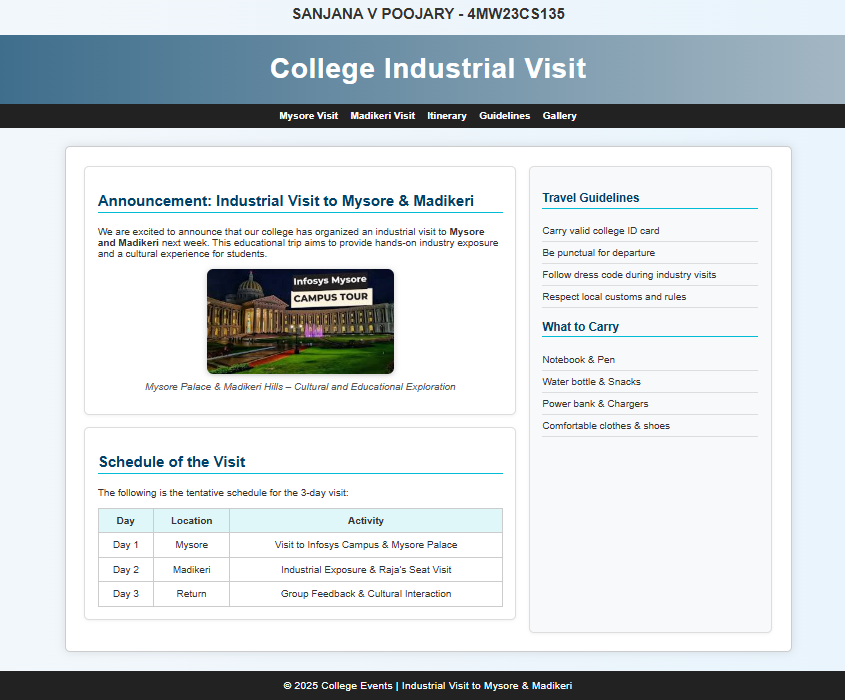 SANJANA V POOJARY - 4MW23CS135
College Industrial Visit
Mysore Visit Madikeri Visit Itinerary Guidelines Gallery
Announcement: Industrial Visit to Mysore & Madikeri
We are excited to announce that our college has organized an industrial visit to Mysore
and Madikeri next week. This educational trip aims to provide hands-on industry exposure
and a cultural experience for students.
Infosys Mysore
CAMPUS TOUR
Mysore Palace & Madikeri Hills – Cultural and Educational Exploration
Schedule of the Visit
The following is the tentative schedule for the 3-day visit:
Day Location Activity
Day 1 Mysore Visit to Infosys Campus & Mysore Palace
Day 2 Madikeri Industrial Exposure & Raja's Seat Visit
Day 3 Return Group Feedback & Cultural Interaction
Travel Guidelines
Carry valid college ID card
Be punctual for departure
Follow dress code during industry visits
Respect local customs and rules
What to Carry
Notebook & Pen
Water bottle & Snacks
Power bank & Chargers
Comfortable clothes & shoes
© 2025 College Events | Industrial Visit to Mysore & Madikeri